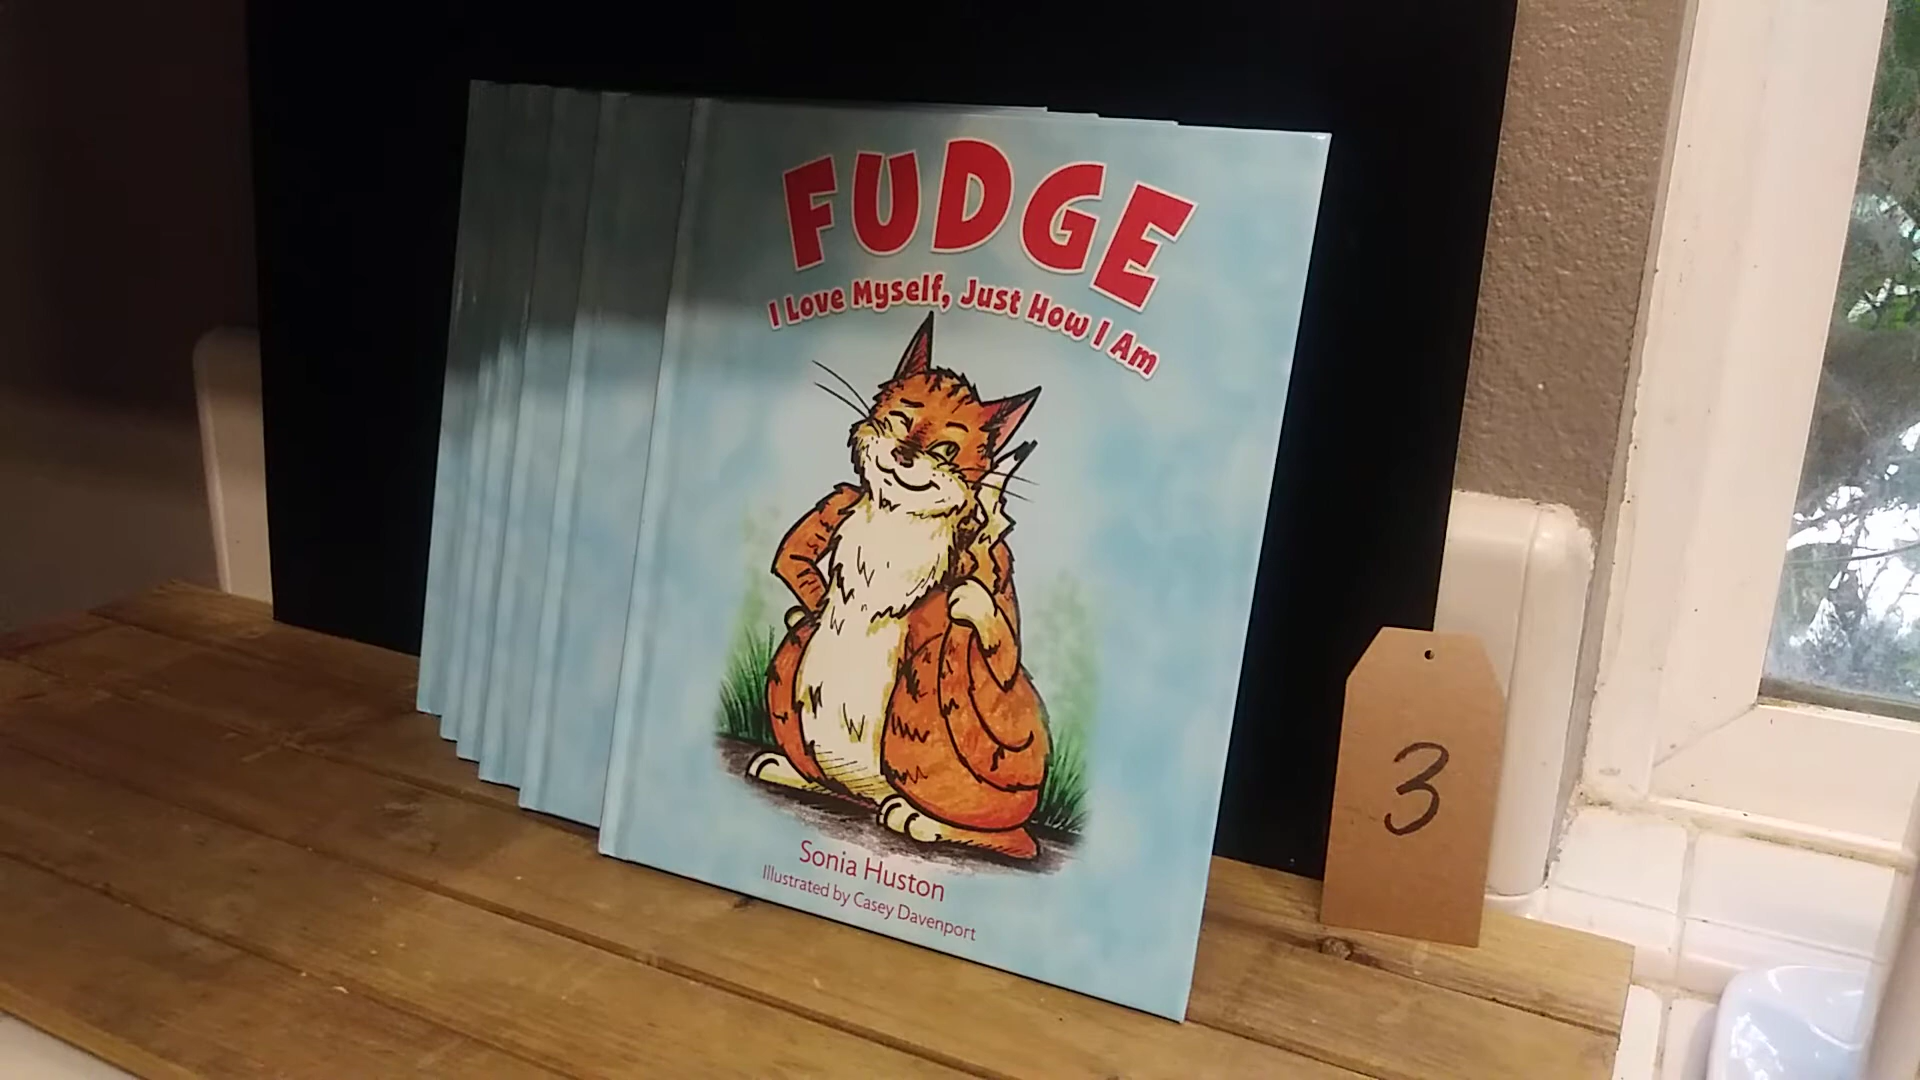 FUDGE
I Love Myself, Just How I Am
Sonia Huston
Illustrated by Casey Davenport
3